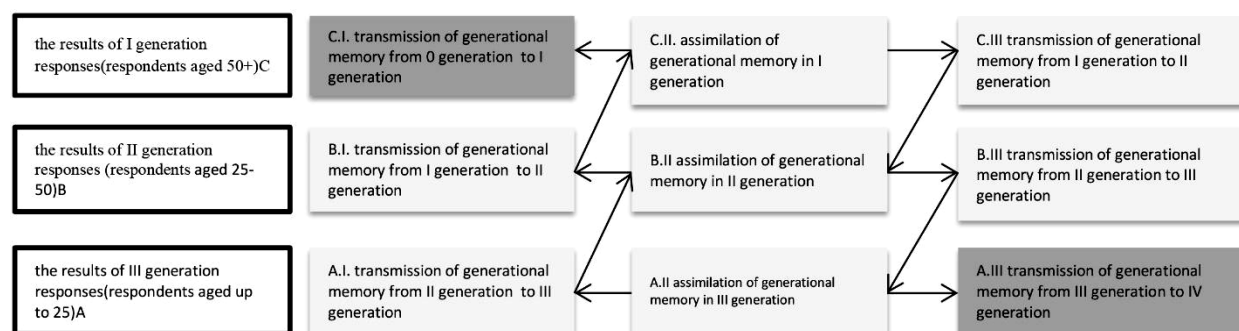 the results of I generation
responses(respondents aged 50+)C
C.I. transmission of generational
memory from 0 generation to I
generation
C.II. assimilation of
generational memory in I
generation
C.III transmission of generational
memory from I generation to II
generation
the results of II generation
responses (respondents aged 25-
50)B
B.I. transmission of generational
memory from I generation to II
generation
B.II assimilation of generational
memory in II generation
B.III transmission of generational
memory from II generation to III
generation
the results of III generation
responses(respondents aged up
to 25)A
A.I. transmission of generational
memory from II generation to III
generation
A.II assimilation of generational
memory in III generation
A.III transmission of generational
memory from III generation to IV
generation